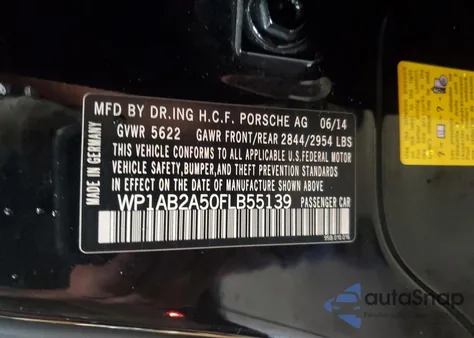 MFD BY DR.ING H.C.F. PORSCHE AG 06/14
GVWR 5622 GAWR FRONT/REAR 2844/2954 LBS
THIS VEHICLE CONFORMS TO ALL APPLICABLE U.S.FEDERAL MOTOR
VEHICLE SAFETY,BUMPER,AND THEFT PREVENTION STANDARDS
IN EFFECT ON THE DATE OF MANUFACTURE SHOWN ABOVE
WP1AB2A50FLB55139 PASSENGER CAR
MADE IN GERMANY
autoSnap